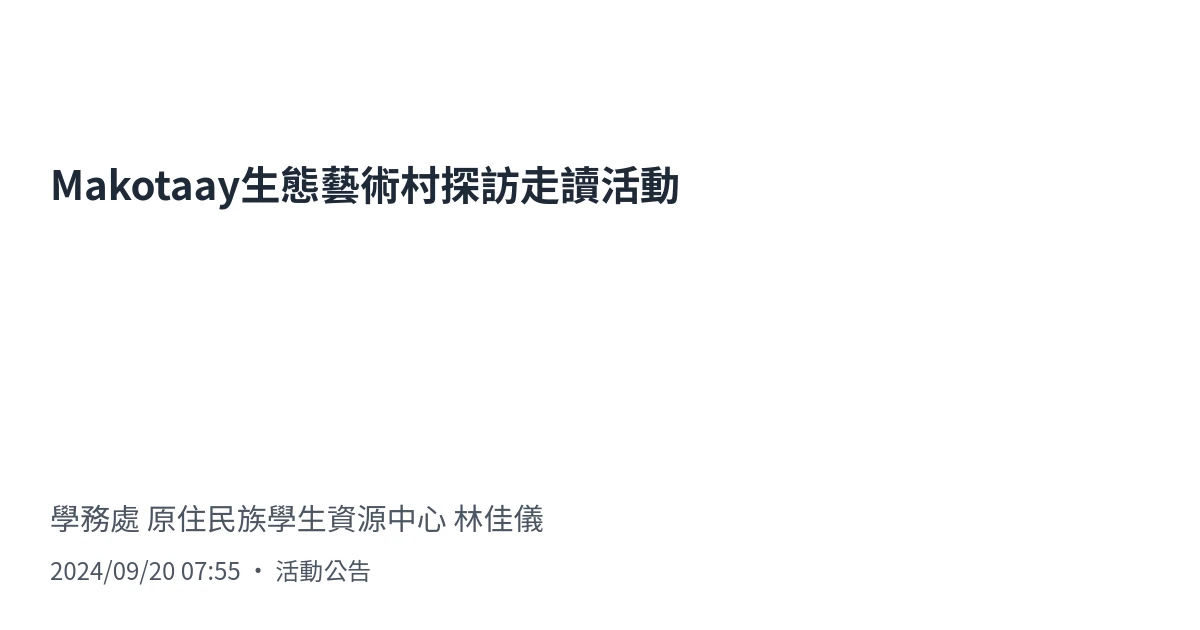 Makotaay生態藝術村探訪走讀活動
學務處 原住民族學生資源中心 林佳儀
2024/09/20 07:55 • 活動公告